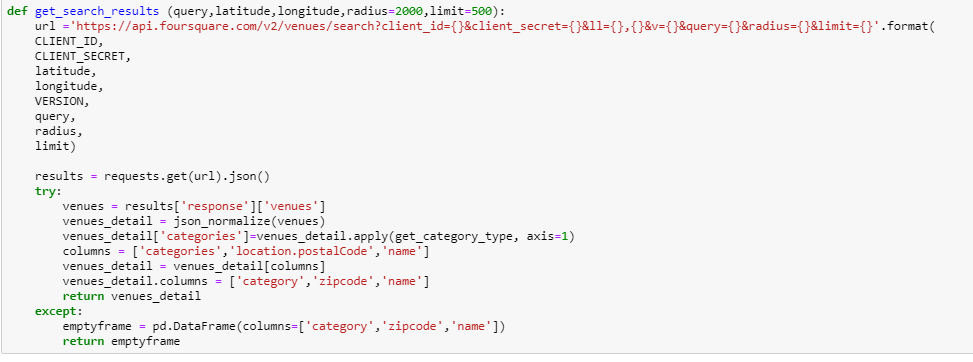 def get_search_results (query,latitude,longitude,radius=2000,limit=500):
    url ='https://api.foursquare.com/v2/venues/search?client_id={}&client_secret={}&ll={},{}&v={}&query={}&radius={}&limit={}'.format(
    CLIENT_ID,
    CLIENT_SECRET,
    latitude,
    longitude,
    VERSION,
    query,
    radius,
    limit)

    results = requests.get(url).json()
    try:
        venues = results['response']['venues']
        venues_detail = json_normalize(venues)
        venues_detail['categories']=venues_detail.apply(get_category_type, axis=1)
        columns = ['categories','location.postalCode','name']
        venues_detail = venues_detail[columns]
        venues_detail.columns = ['category','zipcode','name']
        return venues_detail
    except:
        emptyframe = pd.DataFrame(columns=['category','zipcode','name'])
        return emptyframe